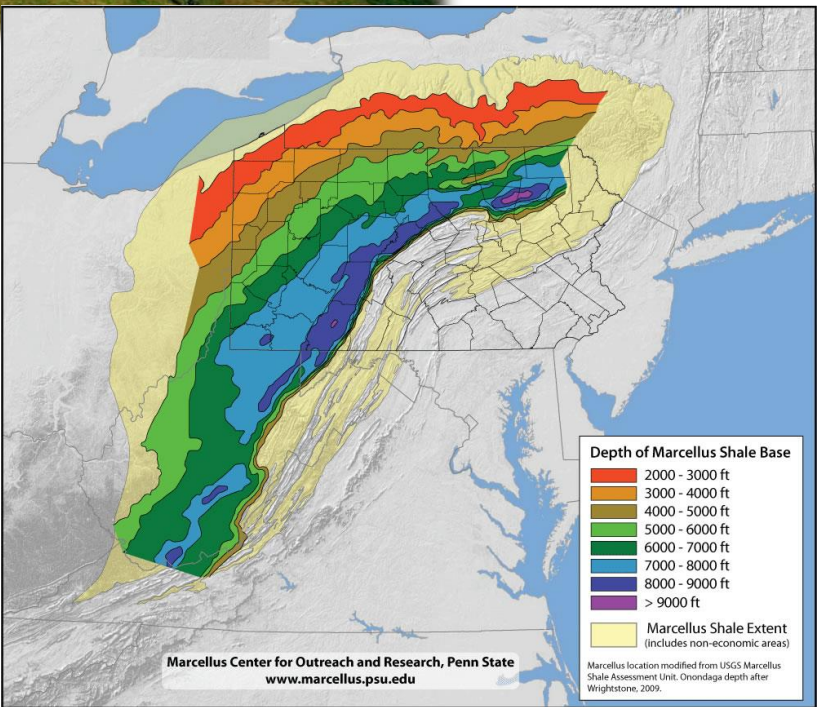 Depth of Marcellus Shale Base
2000 - 3000 ft
3000 - 4000 ft
4000 - 5000 ft
5000 - 6000 ft
6000 - 7000 ft
7000 - 8000 ft
8000 - 9000 ft
> 9000 ft
Marcellus Shale Extent
(includes non-economic areas)
Marcellus location modified from USGS Marcellus
Shale Assessment Unit. Onondaga depth after
Wrightstone, 2009.
Marcellus Center for Outreach and Research, Penn State
www.marcellus.psu.edu